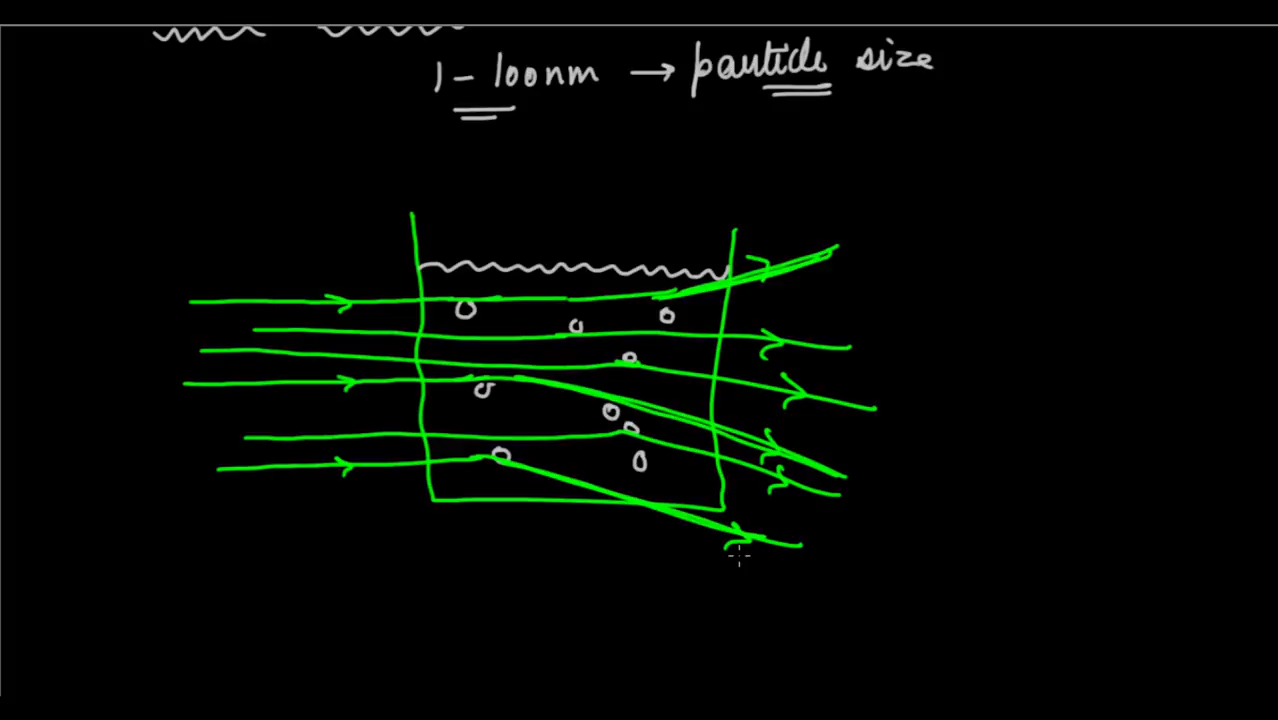 1 - 100nm → particle size